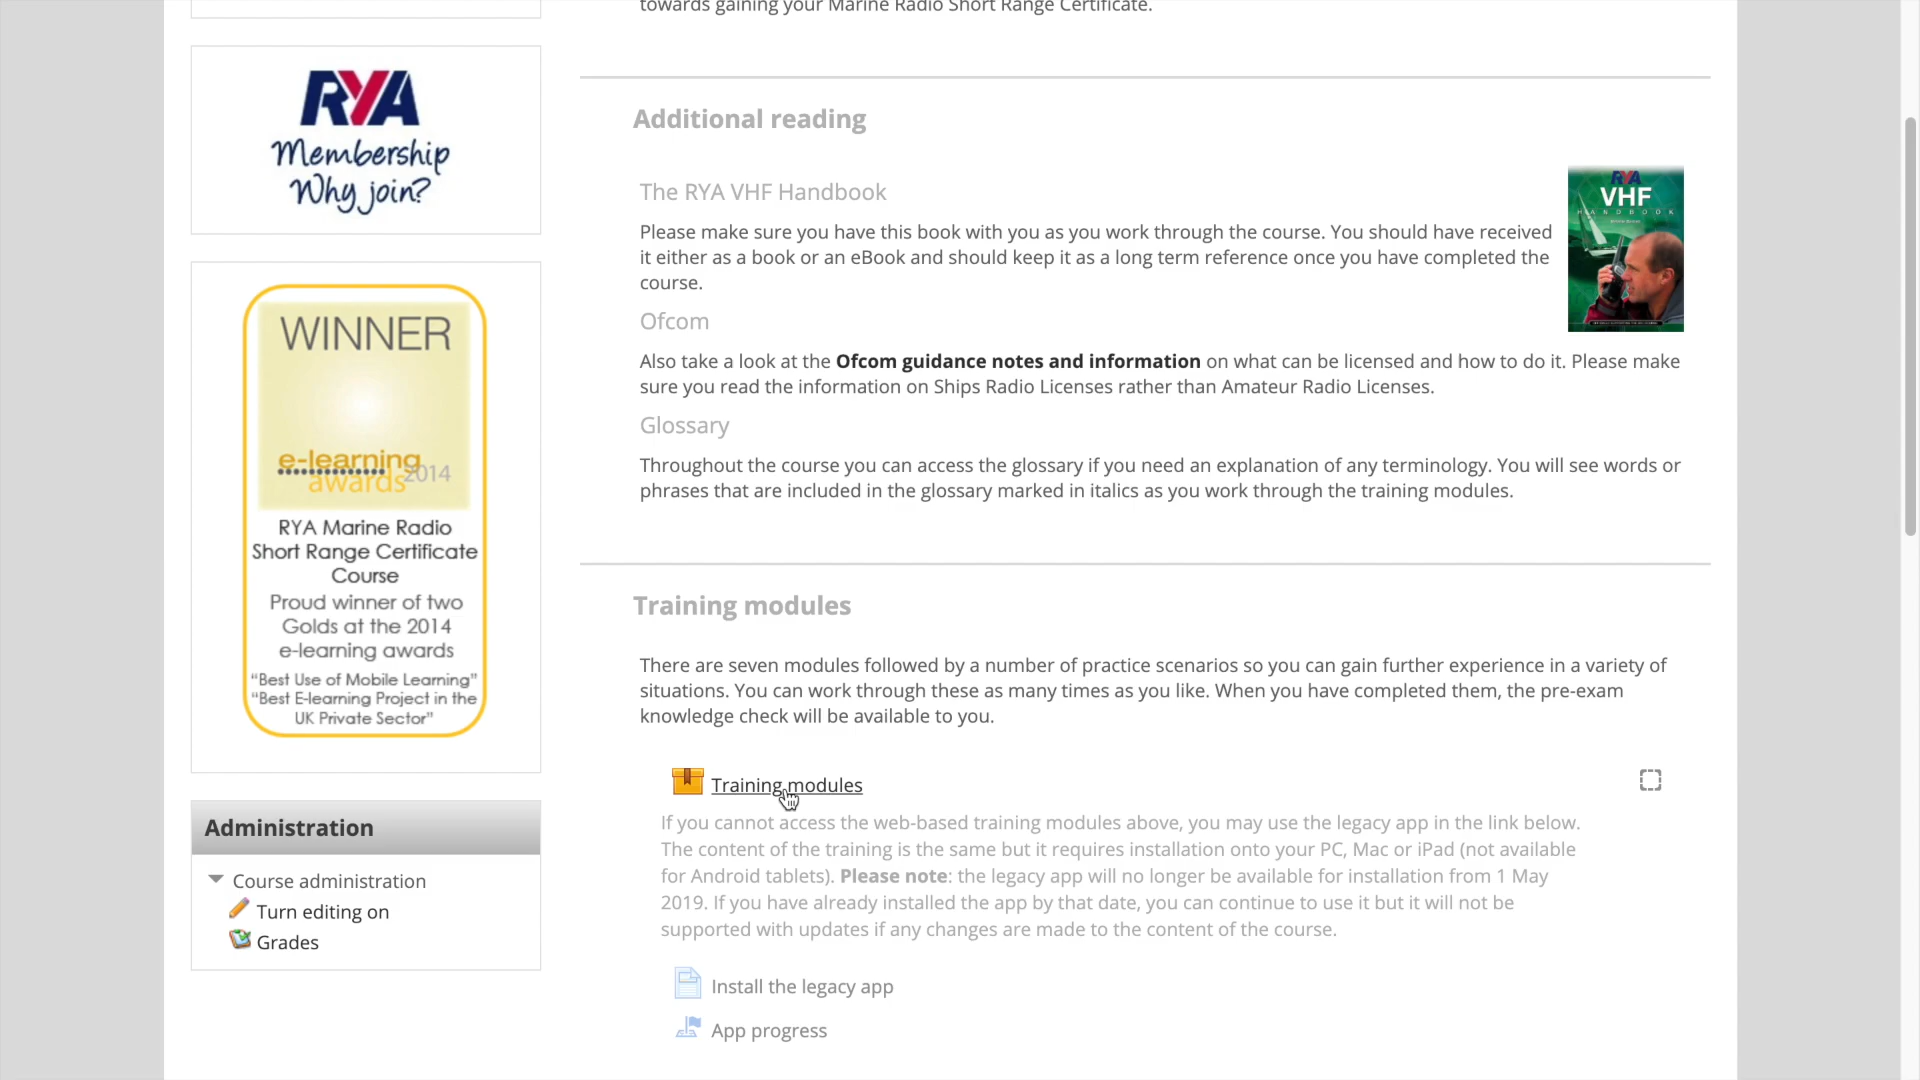 towards gaining your Marine Radio Short Range Certificate.
RYA
Membership
Why join?
WINNER
e-learning
awards 2014
RYA Marine Radio
Short Range Certificate
Course
Proud winner of two
Golds at the 2014
e-learning awards
“Best Use of Mobile Learning”
“Best E-learning Project in the
UK Private Sector”
Administration
Course administration
Turn editing on
Grades
Additional reading
The RYA VHF Handbook
Please make sure you have this book with you as you work through the course. You should have received
it either as a book or an eBook and should keep it as a long term reference once you have completed the
course.
RYA
VHF
HANDBOOK
Ofcom
Also take a look at the Ofcom guidance notes and information on what can be licensed and how to do it. Please make
sure you read the information on Ships Radio Licenses rather than Amateur Radio Licenses.
Glossary
Throughout the course you can access the glossary if you need an explanation of any terminology. You will see words or
phrases that are included in the glossary marked in italics as you work through the training modules.
Training modules
There are seven modules followed by a number of practice scenarios so you can gain further experience in a variety of
situations. You can work through these as many times as you like. When you have completed them, the pre-exam
knowledge check will be available to you.
Training modules
If you cannot access the web-based training modules above, you may use the legacy app in the link below.
The content of the training is the same but it requires installation onto your PC, Mac or iPad (not available
for Android tablets). Please note: the legacy app will no longer be available for installation from 1 May
2019. If you have already installed the app by that date, you can continue to use it but it will not be
supported with updates if any changes are made to the content of the course.
Install the legacy app
App progress